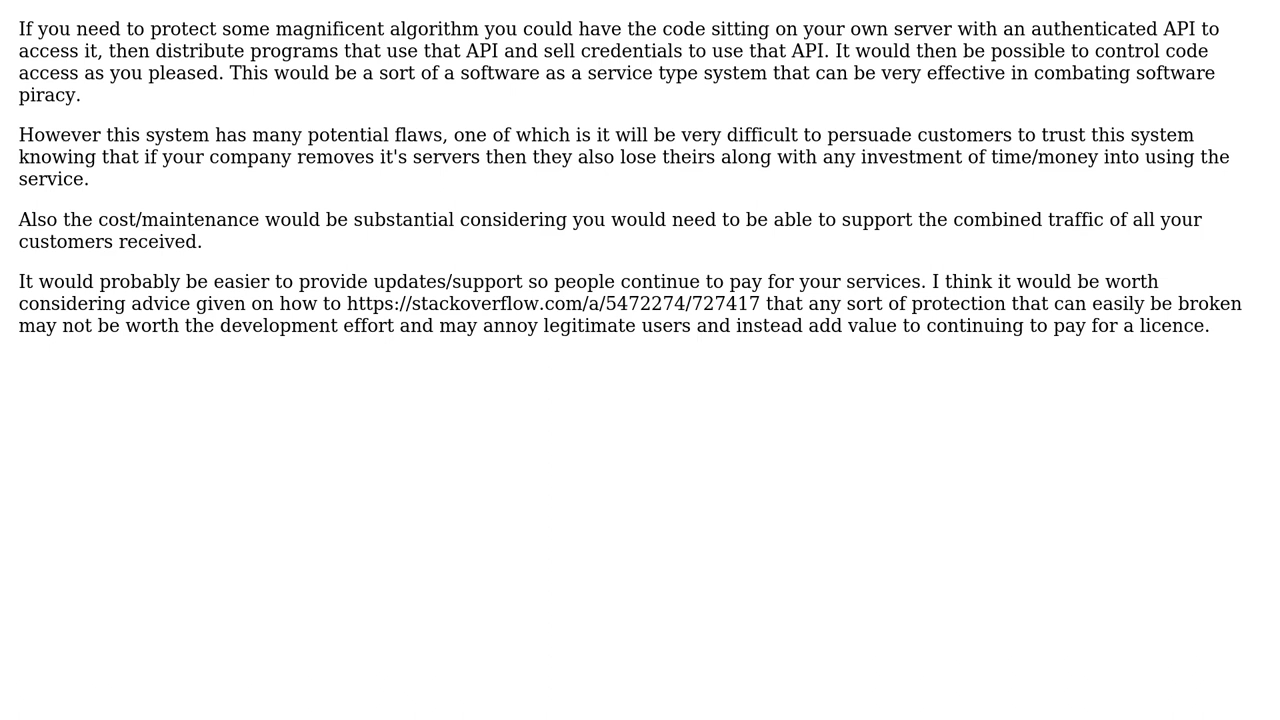 If you need to protect some magnificent algorithm you could have the code sitting on your own server with an authenticated API to
access it, then distribute programs that use that API and sell credentials to use that API. It would then be possible to control code
access as you pleased. This would be a sort of a software as a service type system that can be very effective in combating software
piracy.
However this system has many potential flaws, one of which is it will be very difficult to persuade customers to trust this system
knowing that if your company removes it's servers then they also lose theirs along with any investment of time/money into using the
service.
Also the cost/maintenance would be substantial considering you would need to be able to support the combined traffic of all your
customers received.
It would probably be easier to provide updates/support so people continue to pay for your services. I think it would be worth
considering advice given on how to https://stackoverflow.com/a/5472274/727417 that any sort of protection that can easily be broken
may not be worth the development effort and may annoy legitimate users and instead add value to continuing to pay for a licence.